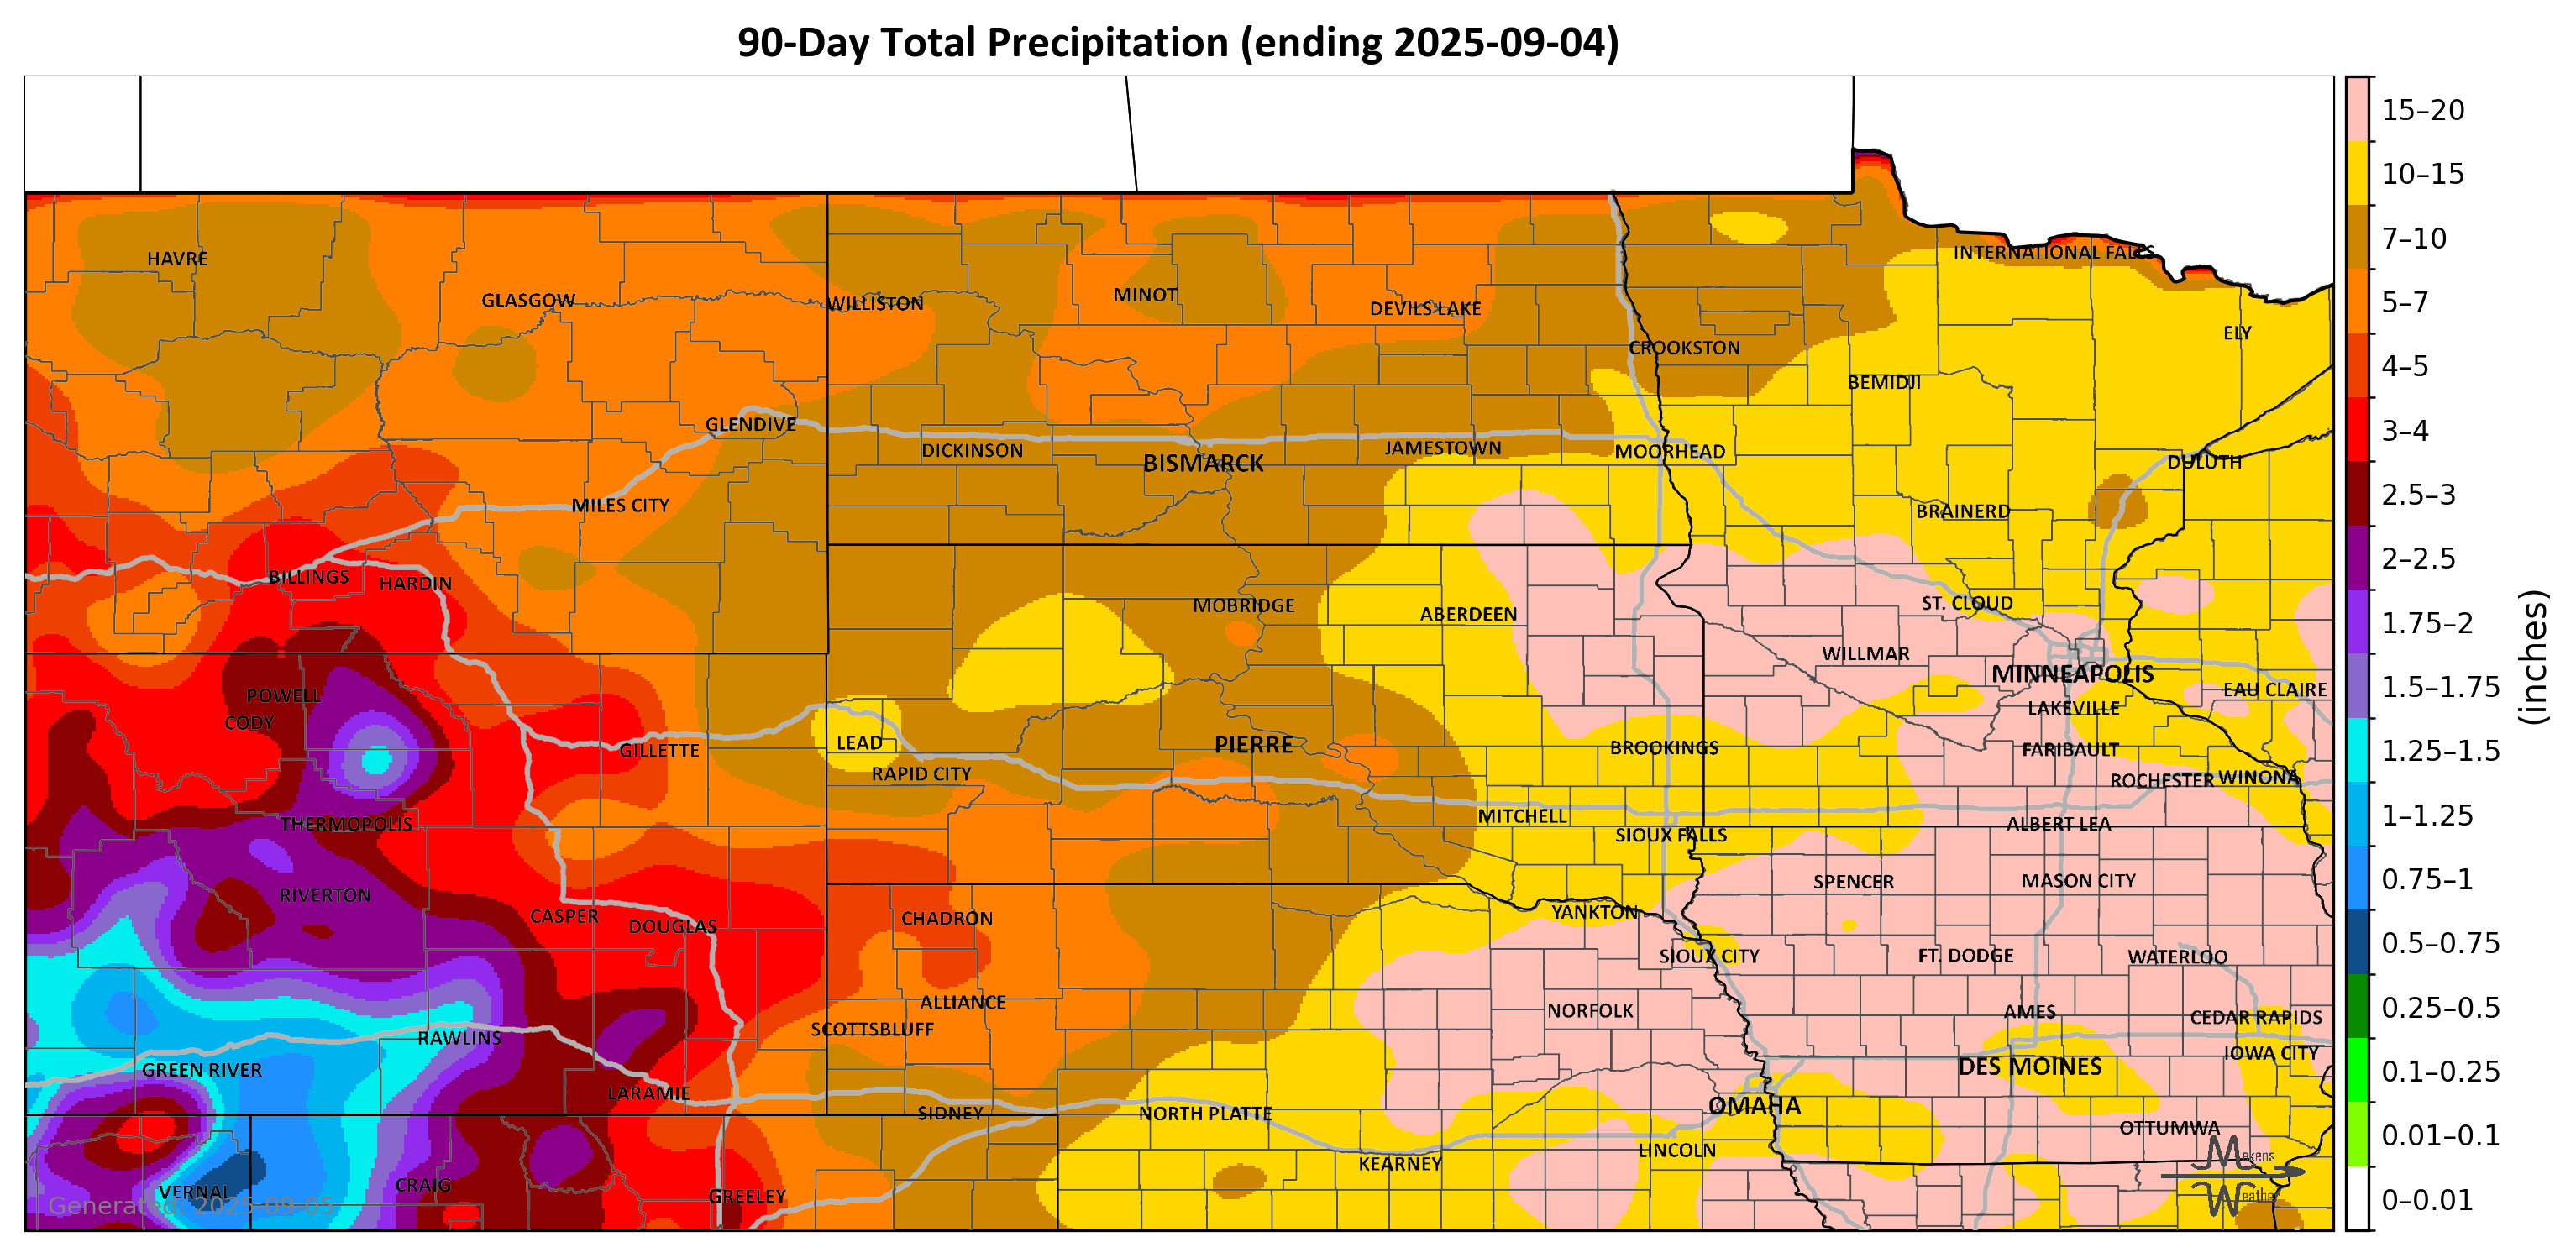 90-Day Total Precipitation (ending 2025-09-04)
15–20
10–15
7–10
5–7
4–5
3–4
2.5–3
2–2.5
1.75–2
1.5–1.75
1.25–1.5
1–1.25
0.75–1
0.5–0.75
0.25–0.5
0.1–0.25
0.01–0.1
0–0.01
(inches)
HAVRE
INTERNATIONAL FALLS
GLASGOW
WILLISTON
MINOT
DEVILS LAKE
ELY
CROOKSTON
BEMIDJI
GLENDIVE
DICKINSON
BISMARCK
JAMESTOWN
MOORHEAD
DULUTH
MILES CITY
BRAINERD
BILLINGS
HARDIN
MOBRIDGE
ABERDEEN
ST. CLOUD
WILLMAR
MINNEAPOLIS
POWELL
EAU CLAIRE
CODY
LAKEVILLE
GILLETTE
LEAD
PIERRE
BROOKINGS
FARIBAULT
RAPID CITY
ROCHESTER
WINONA
THERMOPOLIS
MITCHELL
SIOUX FALLS
ALBERT LEA
RIVERTON
SPENCER
MASON CITY
CASPER
DOUGLAS
CHADRON
YANKTON
SIOUX CITY
FT. DODGE
WATERLOO
ALLIANCE
NORFOLK
AMES
CEDAR RAPIDS
SCOTTSBLUFF
RAWLINS
IOWA CITY
GREEN RIVER
DES MOINES
LARAMIE
SIDNEY
NORTH PLATTE
OMAHA
OTTUMWA
LINCOLN
KEARNEY
VERNAL
CRAIG
GREELEY
Generated: 2025-09-05
Makens
Weather